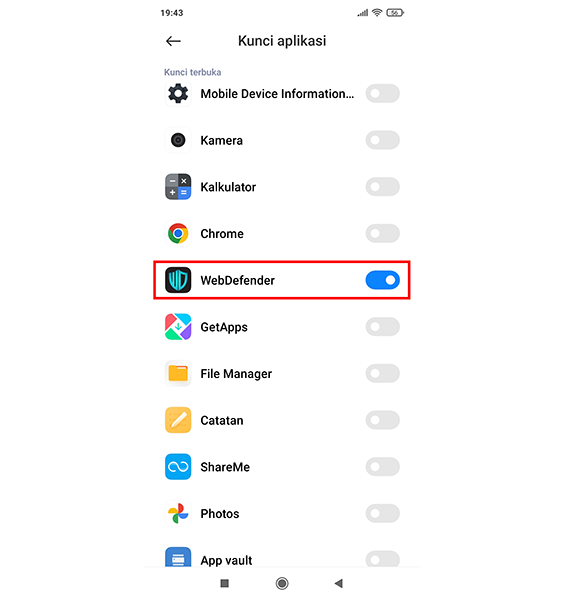 19:43
56
Kunci aplikasi
Kunci terbuka
Mobile Device Information...
Kamera
Kalkulator
Chrome
WebDefender
GetApps
File Manager
Catatan
ShareMe
Photos
App vault